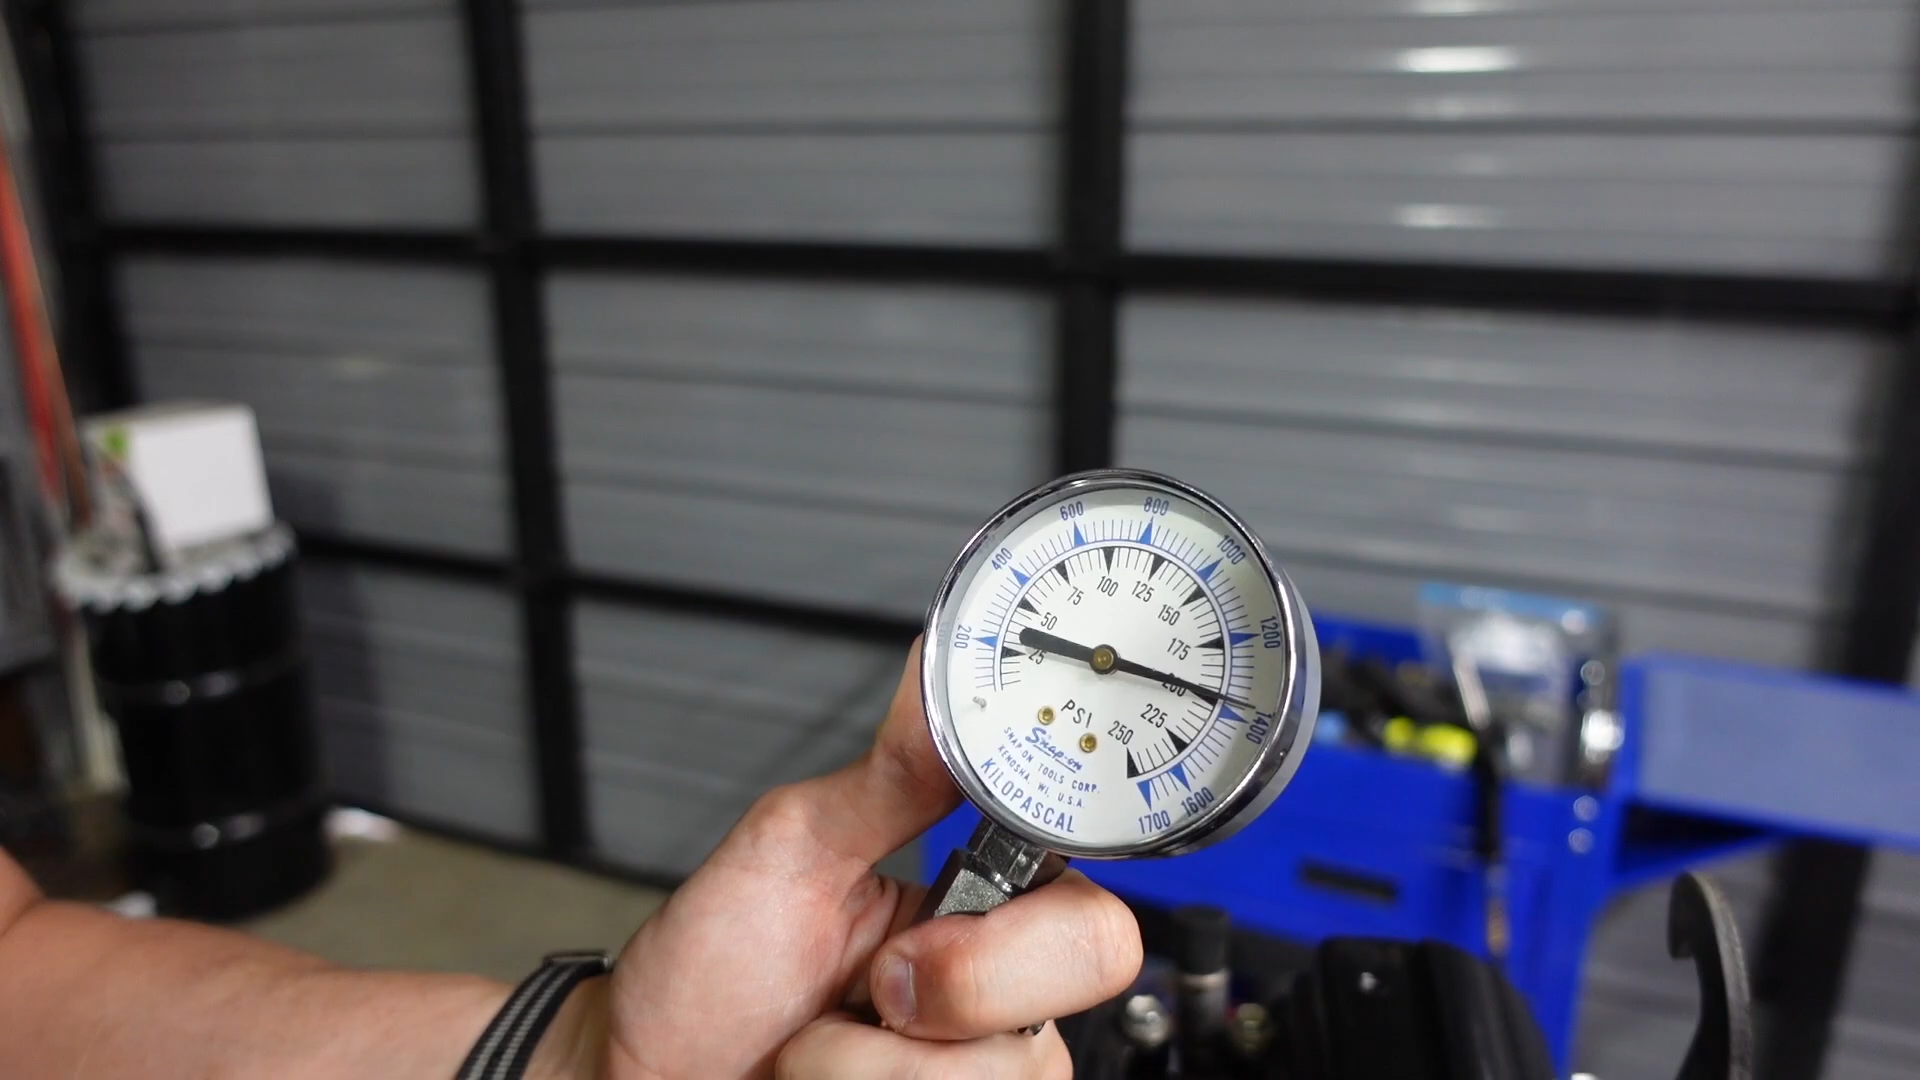 600 800
400 1000
200 1200
1400
1600
1700
75 100 125
50 150
25 175
200
225
250
PSI
Snap-on
SNAP-ON TOOLS CORP.
KENOSHA, WI, U.S.A.
KILOPASCAL